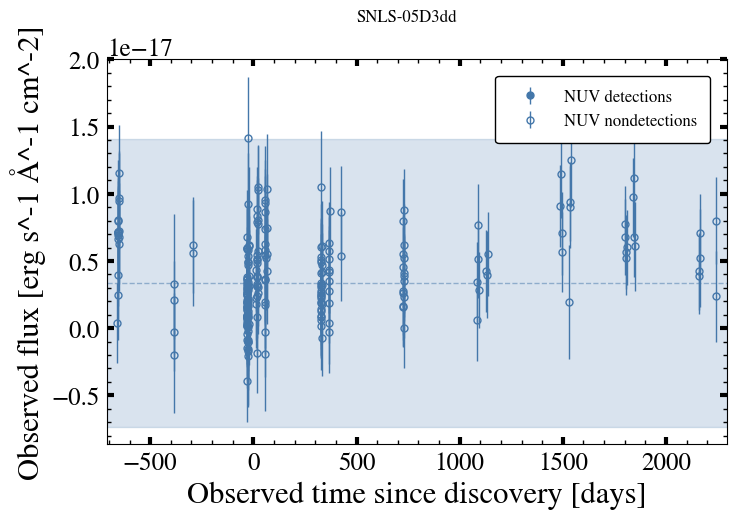 SNLS-05D3dd
1e−17
NUV detections
NUV nondetections
2.0
1.5
1.0
0.5
0.0
−0.5
−500 0 500 1000 1500 2000
Observed time since discovery [days]
Observed flux [erg s^-1 Å^-1 cm^-2]